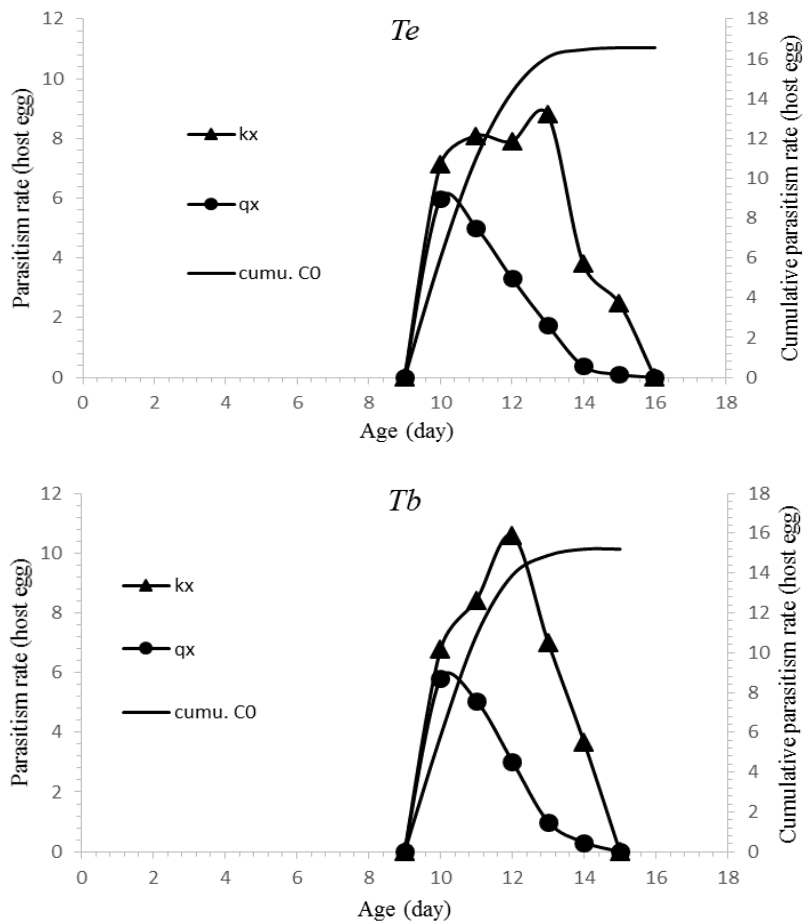 Te
12
10
8
6
4
2
0
Parasitism rate (host egg)
kx
qx
cumu. C0
18
16
14
12
10
8
6
4
2
0
Cumulative parasitism rate (host egg)
0 2 4 6 8 10 12 14 16 18
Age (day)
Tb
12
10
8
6
4
2
0
Parasitism rate (host egg)
kx
qx
cumu. C0
18
16
14
12
10
8
6
4
2
0
Cumulative parasitism rate (host egg)
0 2 4 6 8 10 12 14 16 18
Age (day)